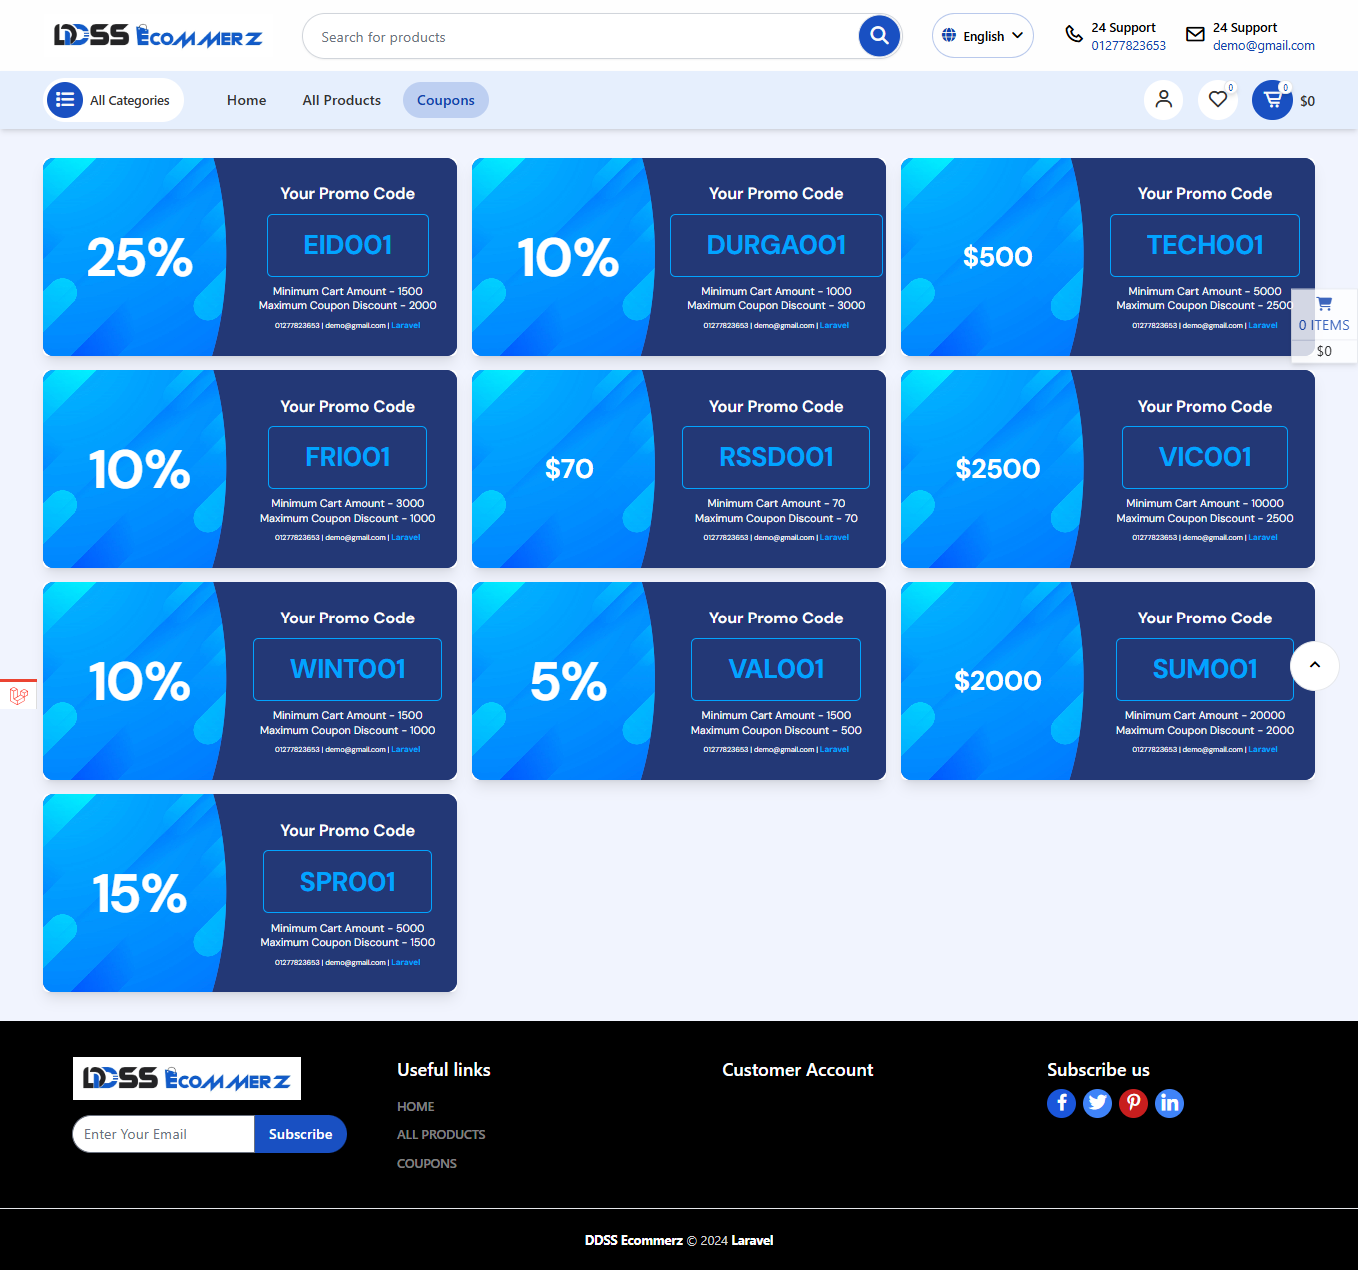 DDSS Ecommerz
Search for products
English
24 Support
01277823653
24 Support
demo@gmail.com
All Categories
Home
All Products
Coupons
0
0
$0
25%
Your Promo Code
EID001
Minimum Cart Amount - 1500
Maximum Coupon Discount - 2000
01277823653 | demo@gmail.com | Laravel
10%
Your Promo Code
DURGA001
Minimum Cart Amount - 1000
Maximum Coupon Discount - 3000
01277823653 | demo@gmail.com | Laravel
$500
Your Promo Code
TECH001
Minimum Cart Amount - 5000
Maximum Coupon Discount - 2500
01277823653 | demo@gmail.com | Laravel
0 ITEMS
$0
10%
Your Promo Code
FRI001
Minimum Cart Amount - 3000
Maximum Coupon Discount - 1000
01277823653 | demo@gmail.com | Laravel
$70
Your Promo Code
RSSD001
Minimum Cart Amount - 70
Maximum Coupon Discount - 70
01277823653 | demo@gmail.com | Laravel
$2500
Your Promo Code
VIC001
Minimum Cart Amount - 10000
Maximum Coupon Discount - 2500
01277823653 | demo@gmail.com | Laravel
10%
Your Promo Code
WINT001
Minimum Cart Amount - 1500
Maximum Coupon Discount - 1000
01277823653 | demo@gmail.com | Laravel
5%
Your Promo Code
VAL001
Minimum Cart Amount - 1500
Maximum Coupon Discount - 500
01277823653 | demo@gmail.com | Laravel
$2000
Your Promo Code
SUM001
Minimum Cart Amount - 20000
Maximum Coupon Discount - 2000
01277823653 | demo@gmail.com | Laravel
15%
Your Promo Code
SPR001
Minimum Cart Amount - 5000
Maximum Coupon Discount - 1500
01277823653 | demo@gmail.com | Laravel
DDSS Ecommerz
Enter Your Email
Subscribe
Useful links
HOME
ALL PRODUCTS
COUPONS
Customer Account
Subscribe us
DDSS Ecommerz © 2024 Laravel